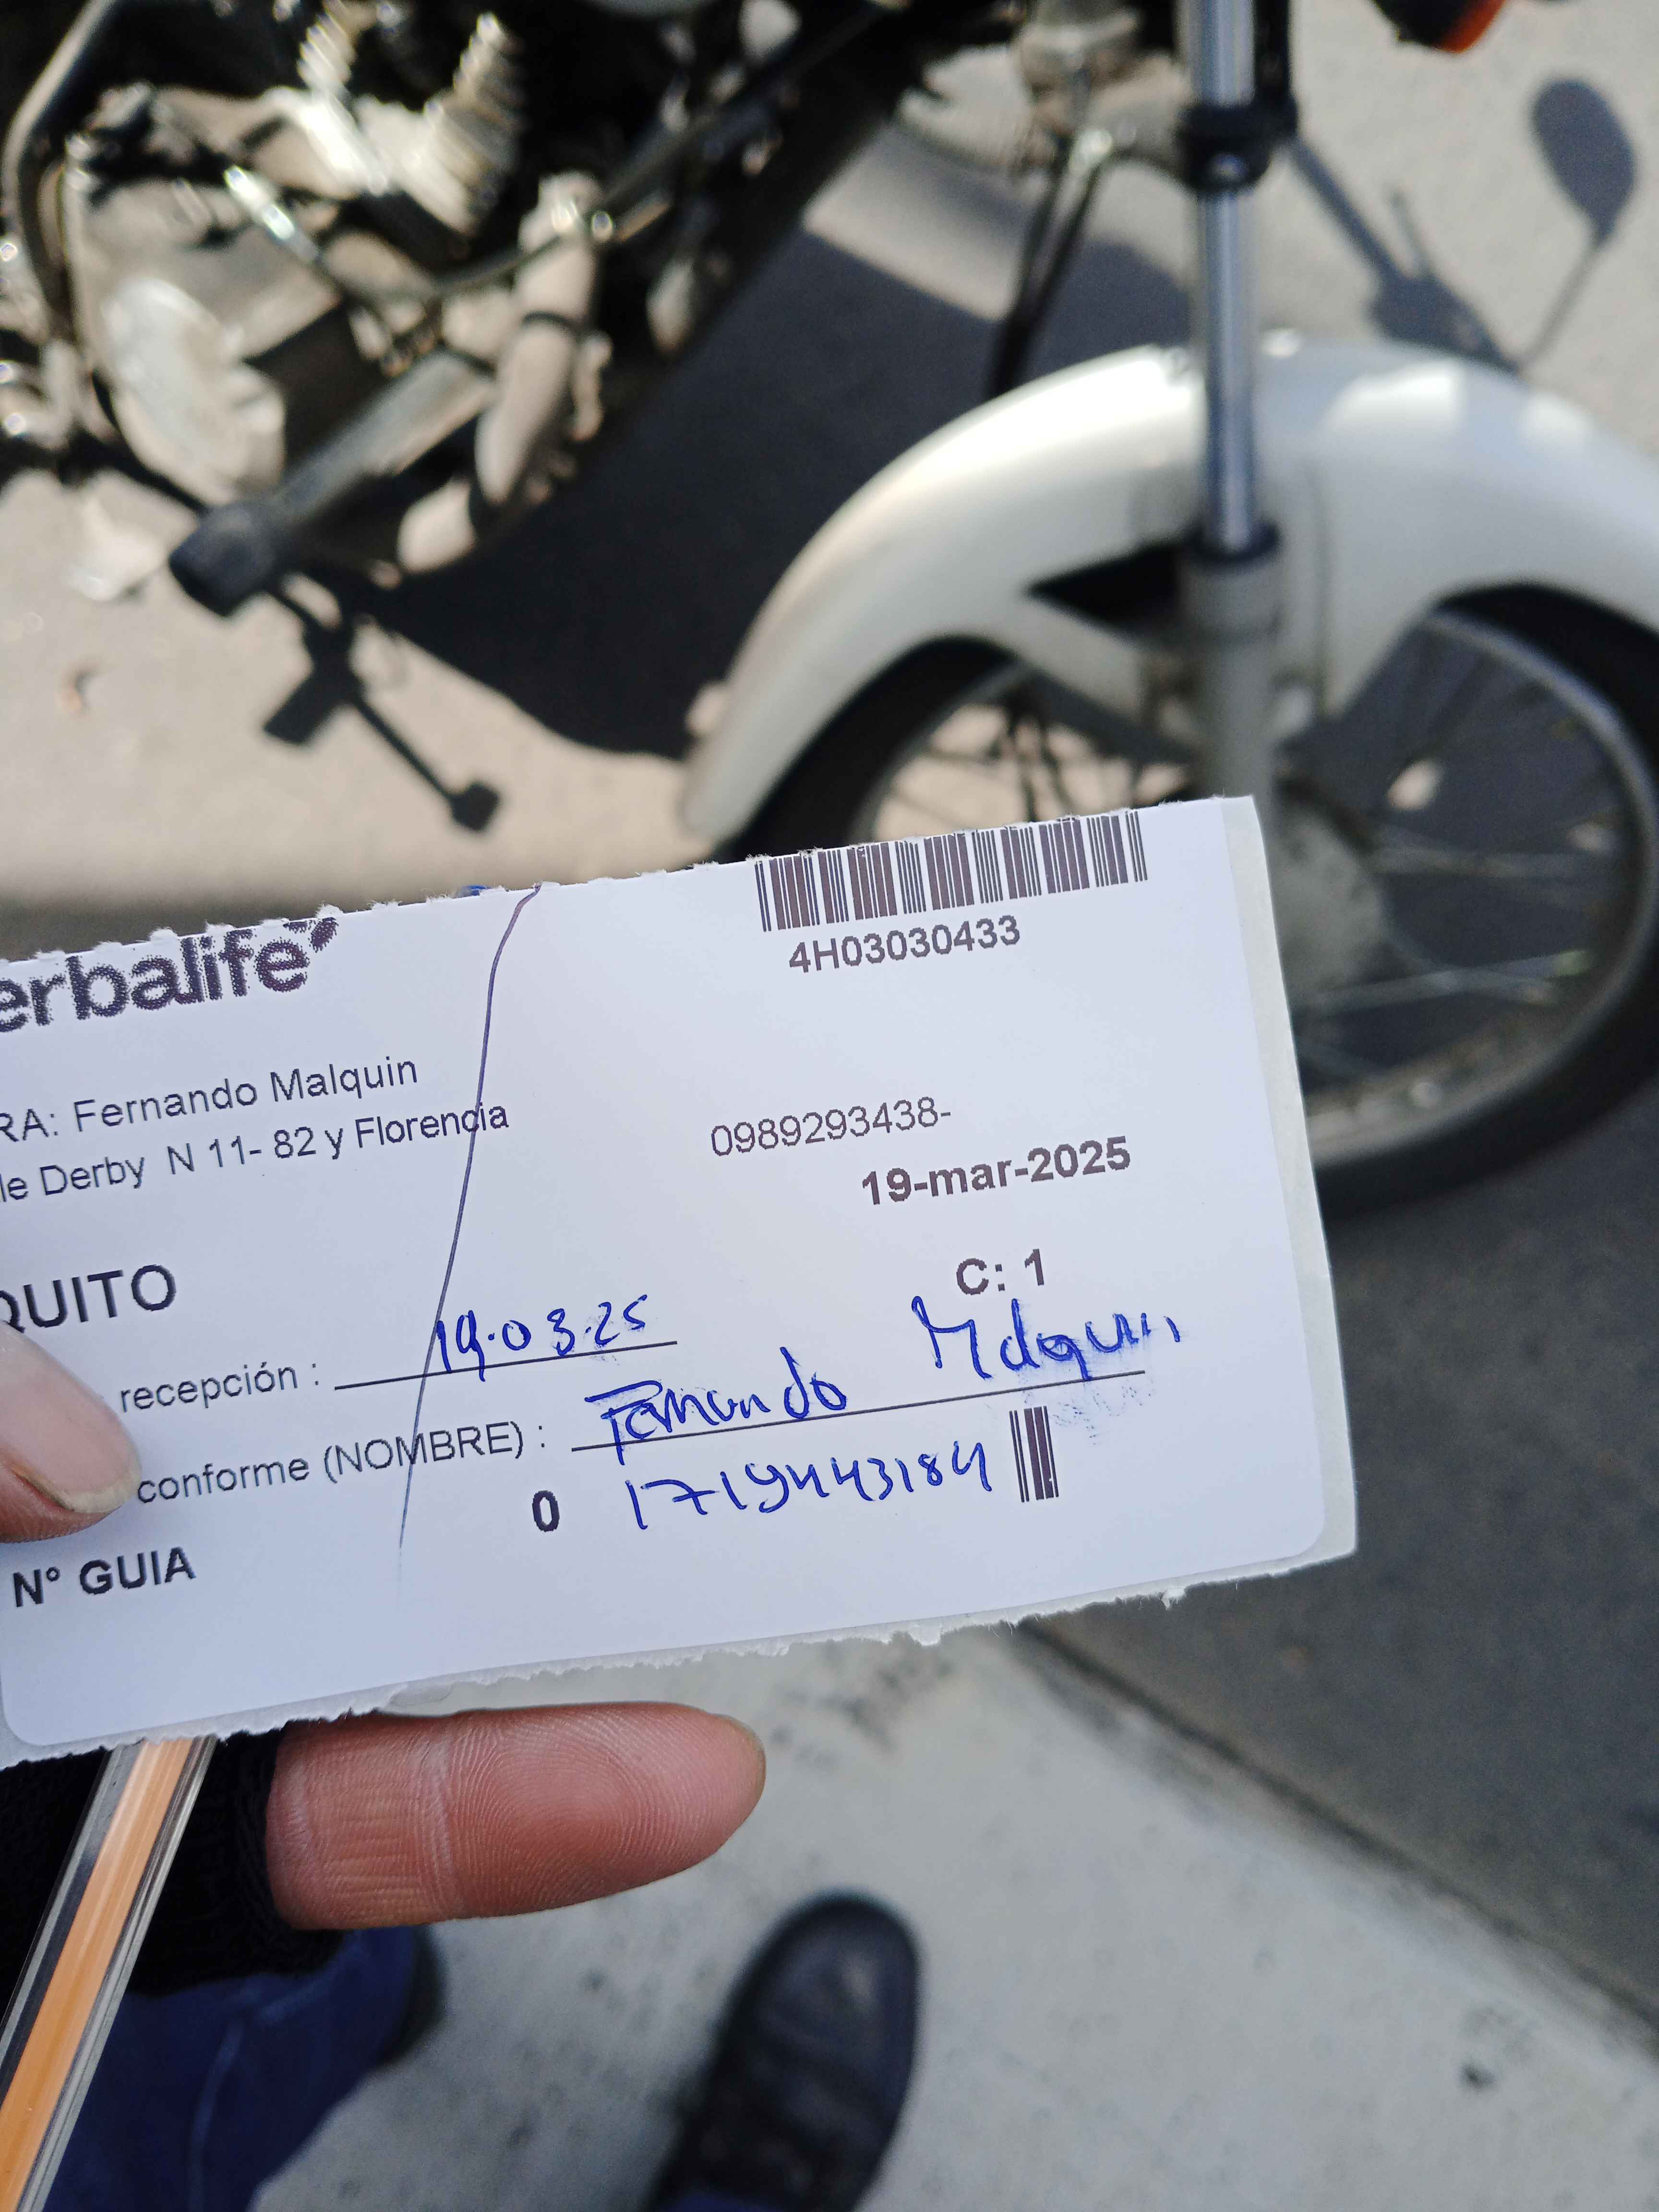 erbalife
4H03030433
RA: Fernando Malquin
le Derby N 11- 82 y Florencia
0989293438-
19-mar-2025
QUITO
C: 1
recepción : 19.03.25
conforme (NOMBRE) : Fernando Malquin
0 1719443184
N° GUIA